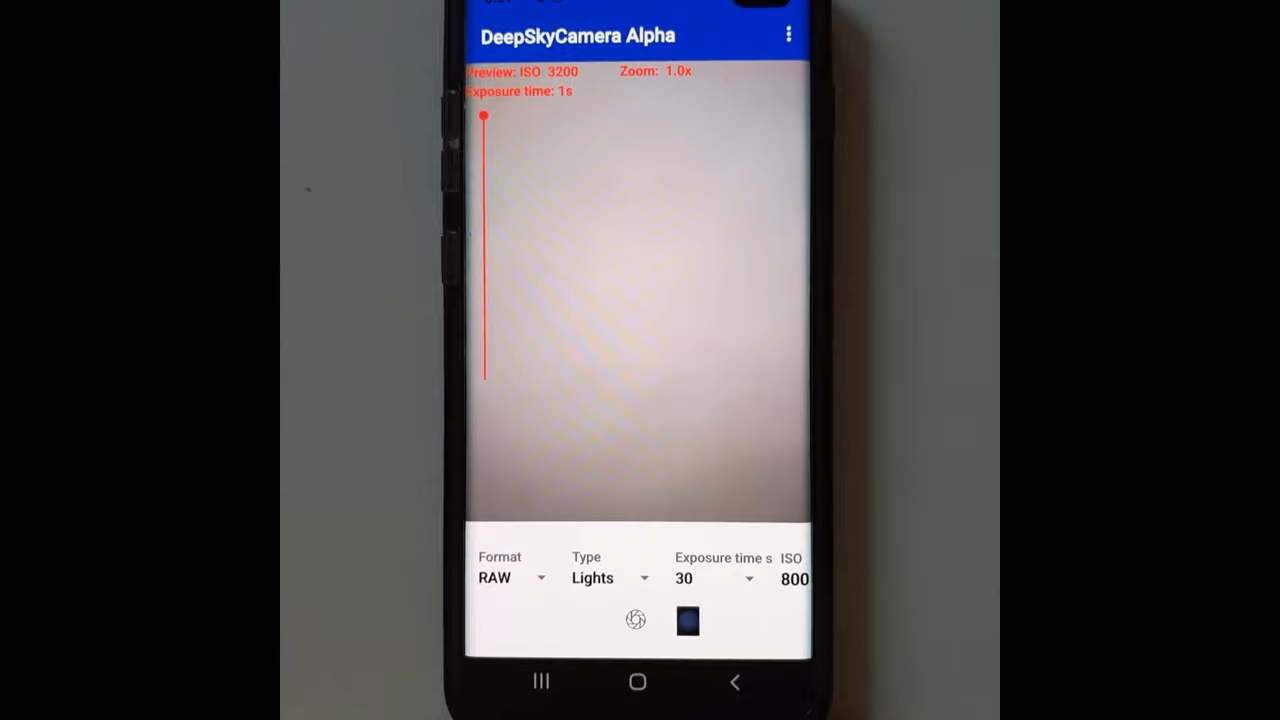 DeepSkyCamera Alpha
Preview: ISO 3200 Zoom: 1.0x
Exposure time: 1s
Format Type Exposure time s ISO
RAW Lights 30 800